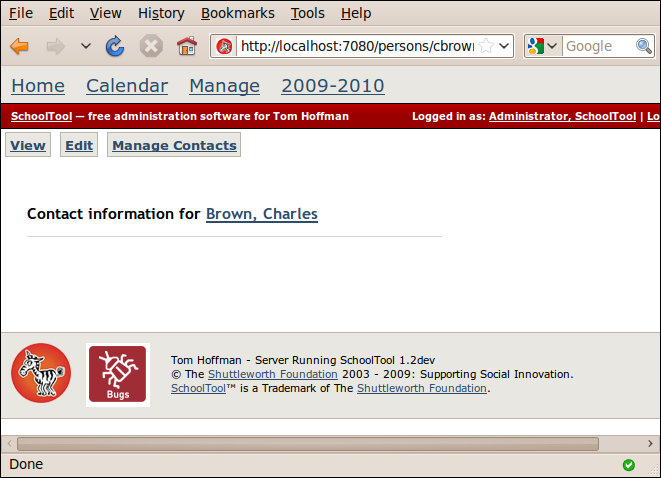 File Edit View History Bookmarks Tools Help
http://localhost:7080/persons/cbrow
Google
Home Calendar Manage 2009-2010
SchoolTool — free administration software for Tom Hoffman Logged in as: Administrator, SchoolTool | Lo
View Edit Manage Contacts
Contact information for Brown, Charles
Tom Hoffman - Server Running SchoolTool 1.2dev
© The Shuttleworth Foundation 2003 - 2009: Supporting Social Innovation.
Bugs
SchoolTool™ is a Trademark of The Shuttleworth Foundation.
Done